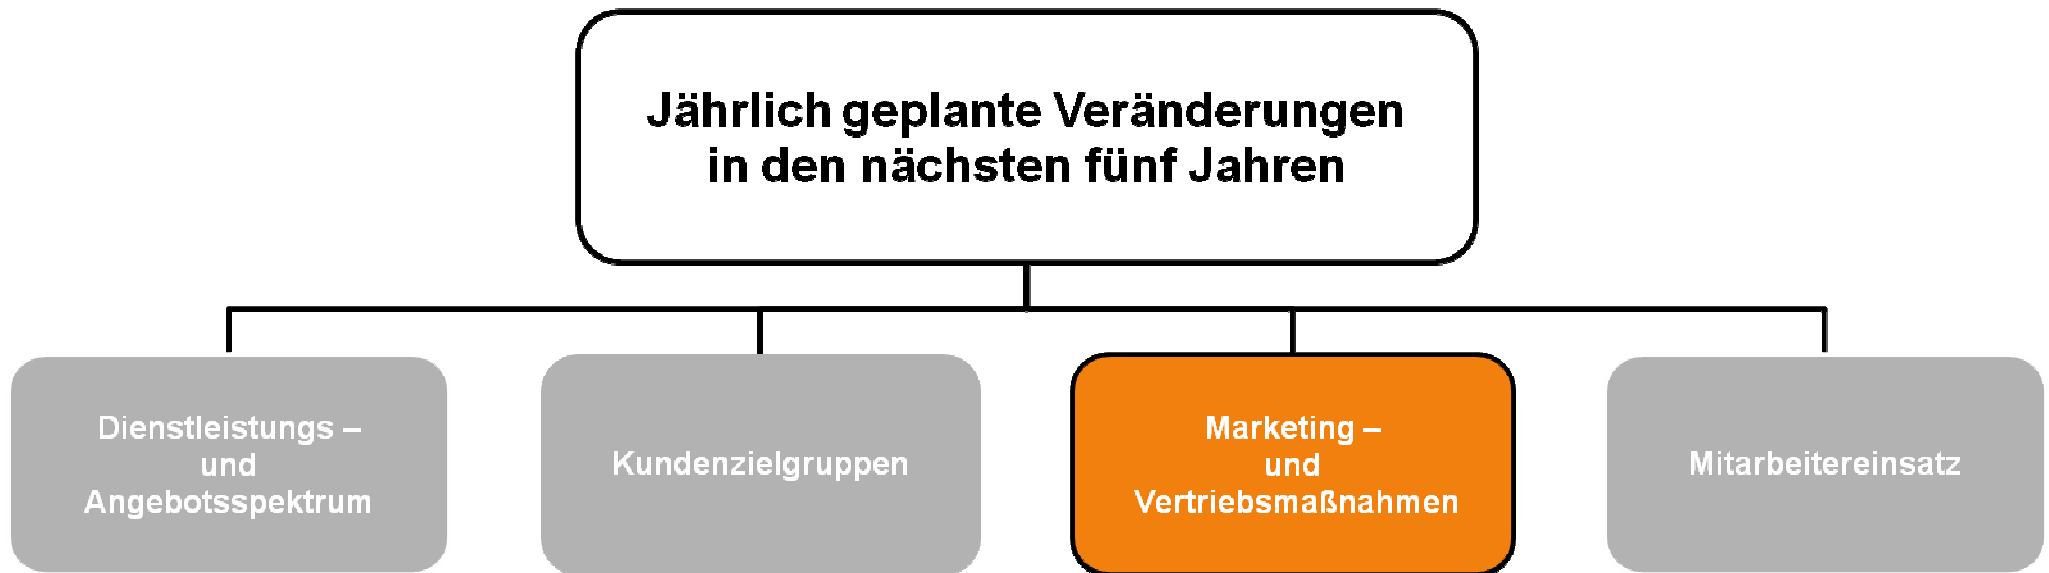 Jährlich geplante Veränderungen
in den nächsten fünf Jahren
Dienstleistungs –
und
Angebotsspektrum
Kundenzielgruppen
Marketing –
und
Vertriebsmaßnahmen
Mitarbeitereinsatz